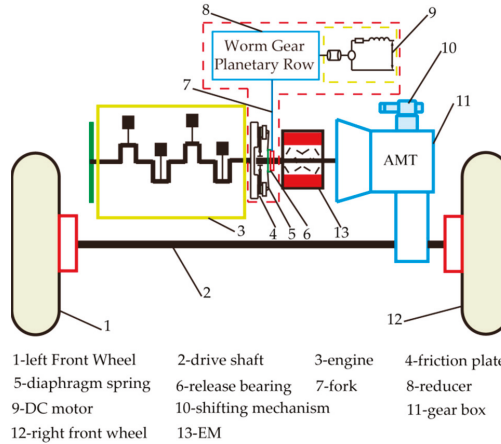 8
9
Worm Gear
Planetary Row
10
7
11
AMT
3
4
5
6
13
2
1
12
1-left Front Wheel 2-drive shaft 3-engine 4-friction plate
5-diaphragm spring 6-release bearing 7-fork 8-reducer
9-DC motor 10-shifting mechanism 11-gear box
12-right front wheel 13-EM